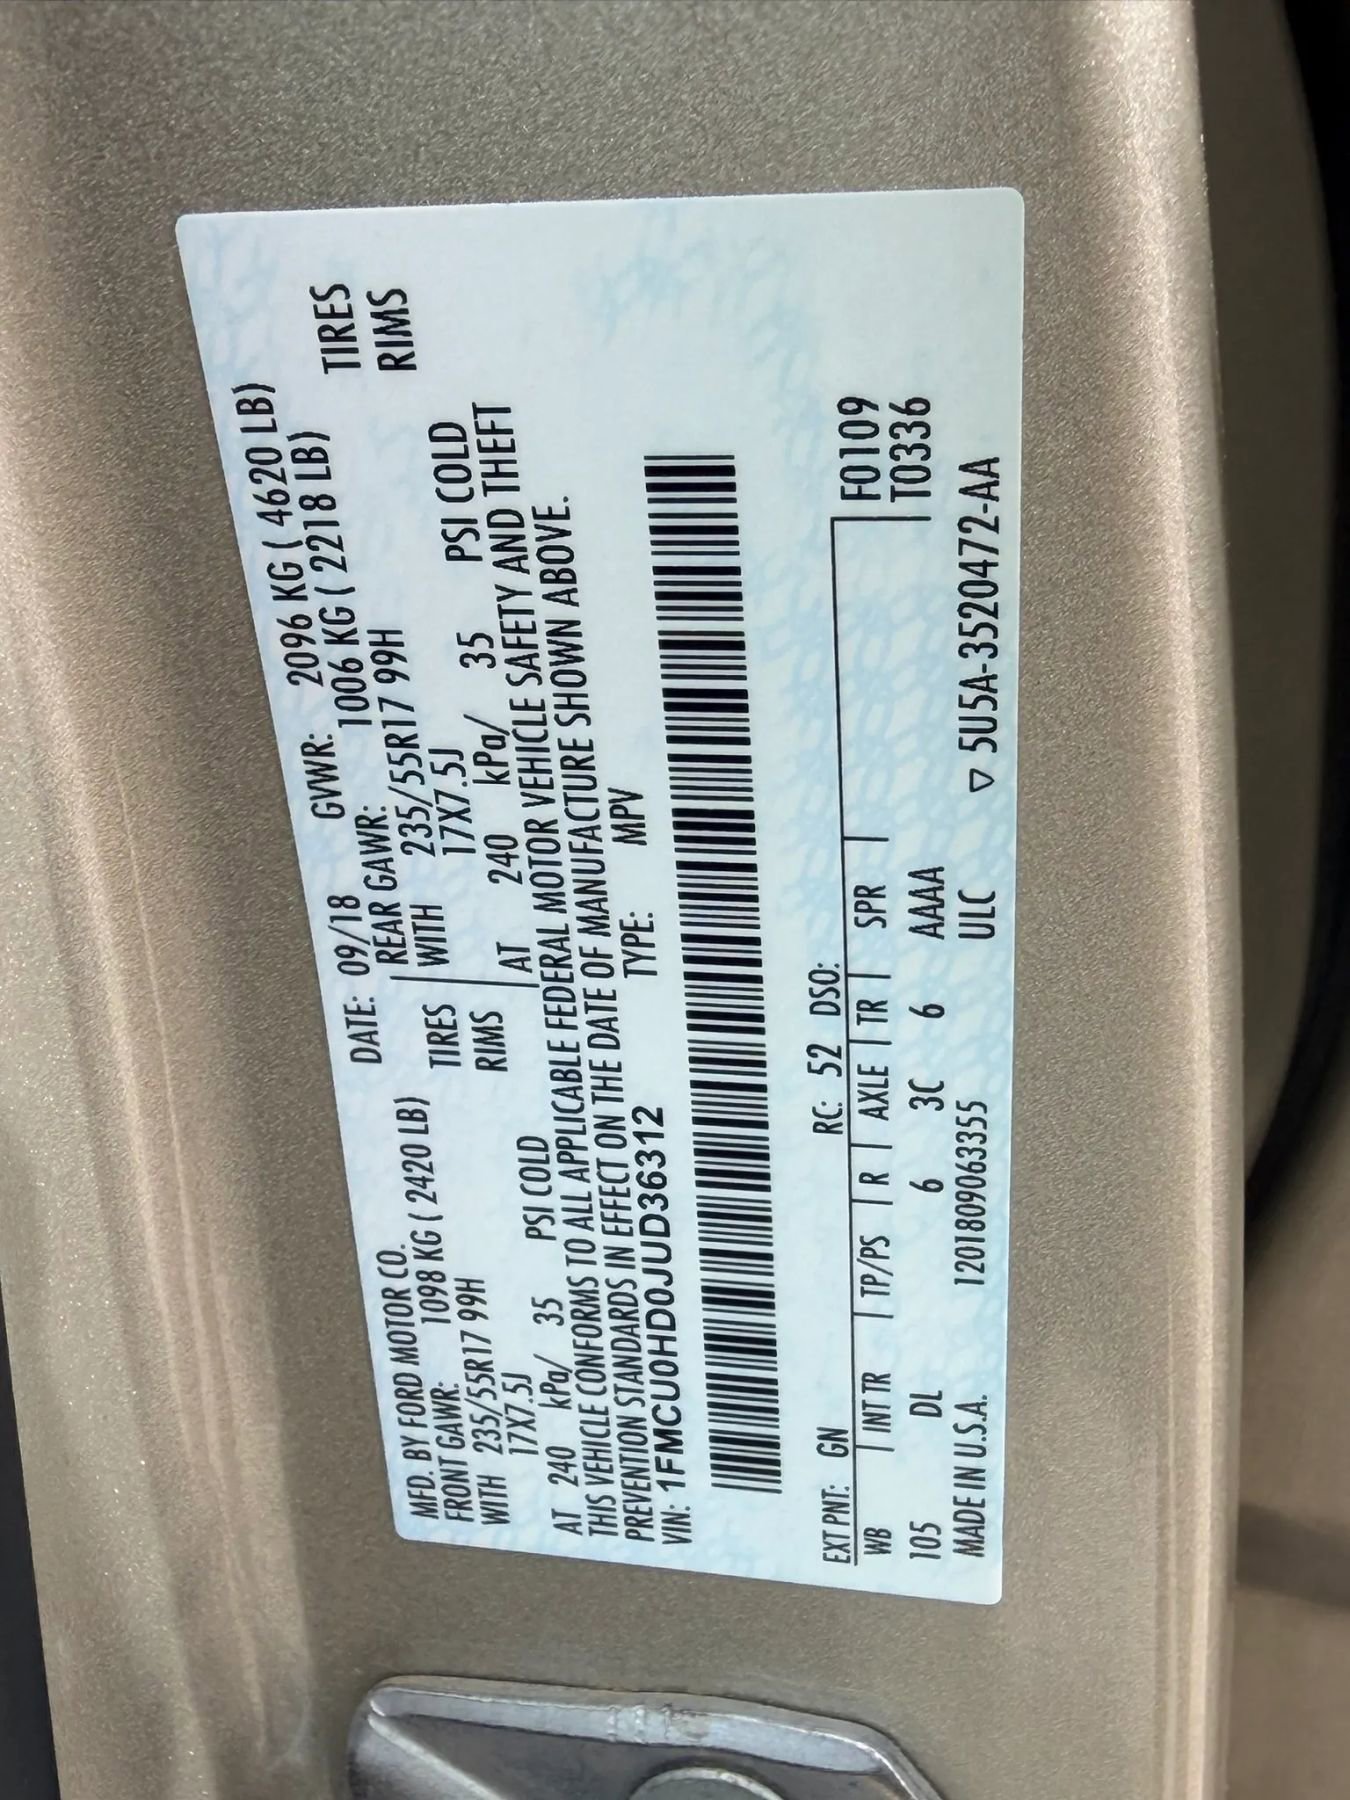 MFD. BY FORD MOTOR CO.
DATE: 09/18 GVWR: 2096 KG ( 4620 LB)
FRONT GAWR: 1098 KG ( 2420 LB) REAR GAWR: 1006 KG ( 2218 LB)
WITH 235/55R17 99H TIRES WITH 235/55R17 99H TIRES
17X7.5J RIMS 17X7.5J RIMS
AT 240 kPa/ 35 PSI COLD AT 240 kPa/ 35 PSI COLD
THIS VEHICLE CONFORMS TO ALL APPLICABLE FEDERAL MOTOR VEHICLE SAFETY AND THEFT
PREVENTION STANDARDS IN EFFECT ON THE DATE OF MANUFACTURE SHOWN ABOVE.
VIN: 1FMCU0HD0JUD36312 TYPE: MPV
EXT PNT: GN RC: 52 DSO: F0109
WB INT TR TP/PS R AXLE TR SPR T0336
105 DL 6 3C 6 AAAA
MADE IN U.S.A. 1201809063355 ULC ▽ 5U5A-3520472-AA